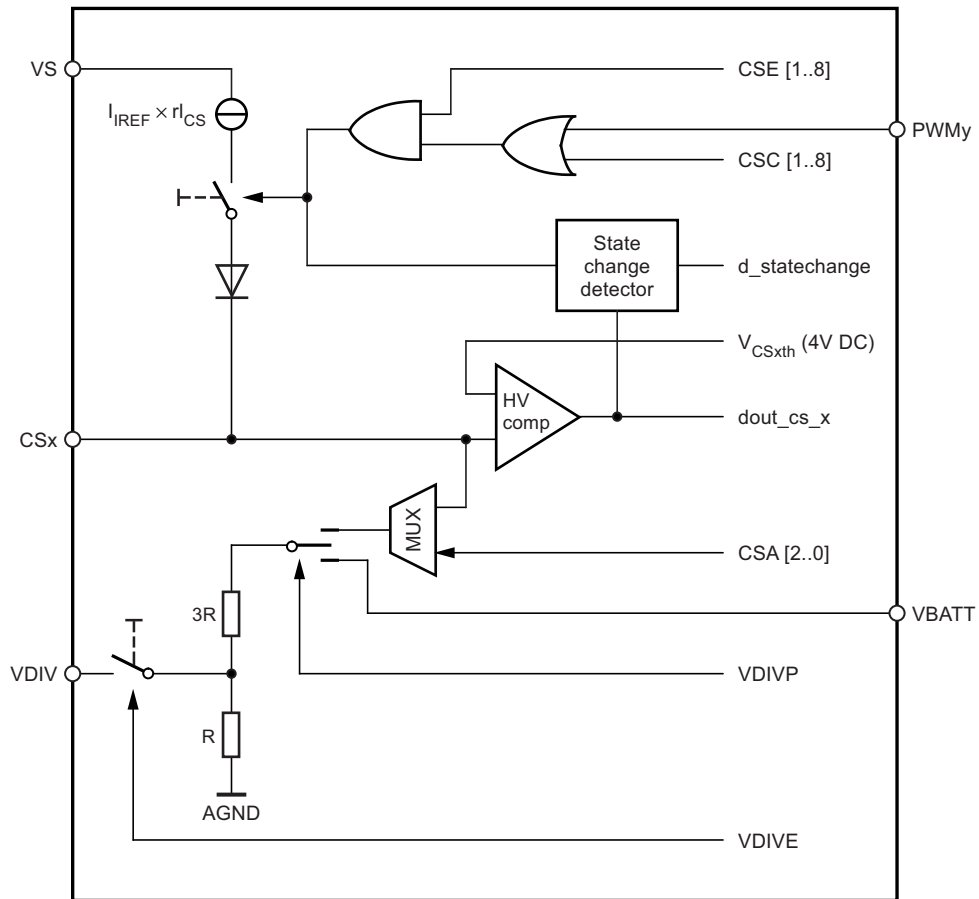 VS
CSE [1..8]
I_IREF × rI_CS
PWMy
CSC [1..8]
State
change
detector
d_statechange
V_CSxth (4V DC)
HV
comp
dout_cs_x
CSx
MUX
CSA [2..0]
3R
VBATT
VDIV
VDIVP
R
AGND
VDIVE